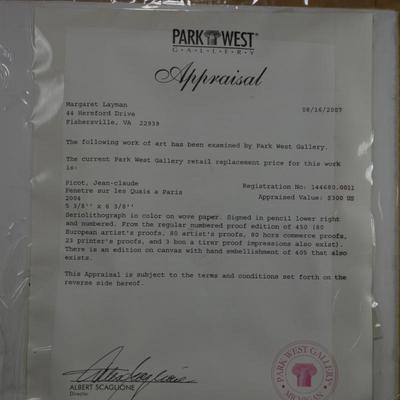 PARK WEST®
GALLERY
Appraisal
Margaret Layman
44 Hereford Drive
Fishersville, VA 22939
08/16/2007
The following work of art has been examined by Park West Gallery.
The current Park West Gallery retail replacement price for this work
is:
Picot, Jean-claude
Registration No: 144680.0011
Fenetre sur les Quais a Paris
Appraised Value: $300 US
2004
5 3/8'' x 6 3/8''
Seriolithograph in color on wove paper. Signed in pencil lower right
and numbered. From the regular numbered proof edition of 450 (80
European artist's proofs, 80 artist's proofs, 80 hors commerce proofs,
23 printer's proofs, and 3 bon a tirer proof impressions also exist).
There is an edition on canvas with hand embellishment of 405 that also
exists.
This Appraisal is subject to the terms and conditions set forth on the
reverse side hereof.
ALBERT SCAGLIONE
Director
PARK WEST GALLERY
MICHIGAN